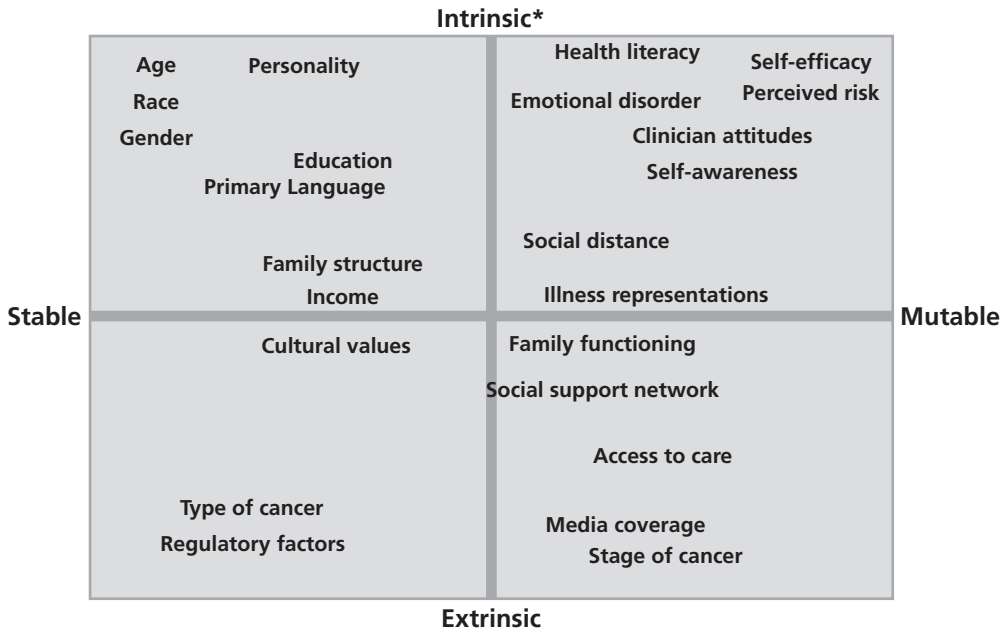 Intrinsic*
Age
Personality
Race
Gender
Education
Primary Language
Family structure
Income
Health literacy
Self-efficacy
Perceived risk
Emotional disorder
Clinician attitudes
Self-awareness
Social distance
Illness representations
Stable
Mutable
Cultural values
Type of cancer
Regulatory factors
Family functioning
Social support network
Access to care
Media coverage
Stage of cancer
Extrinsic